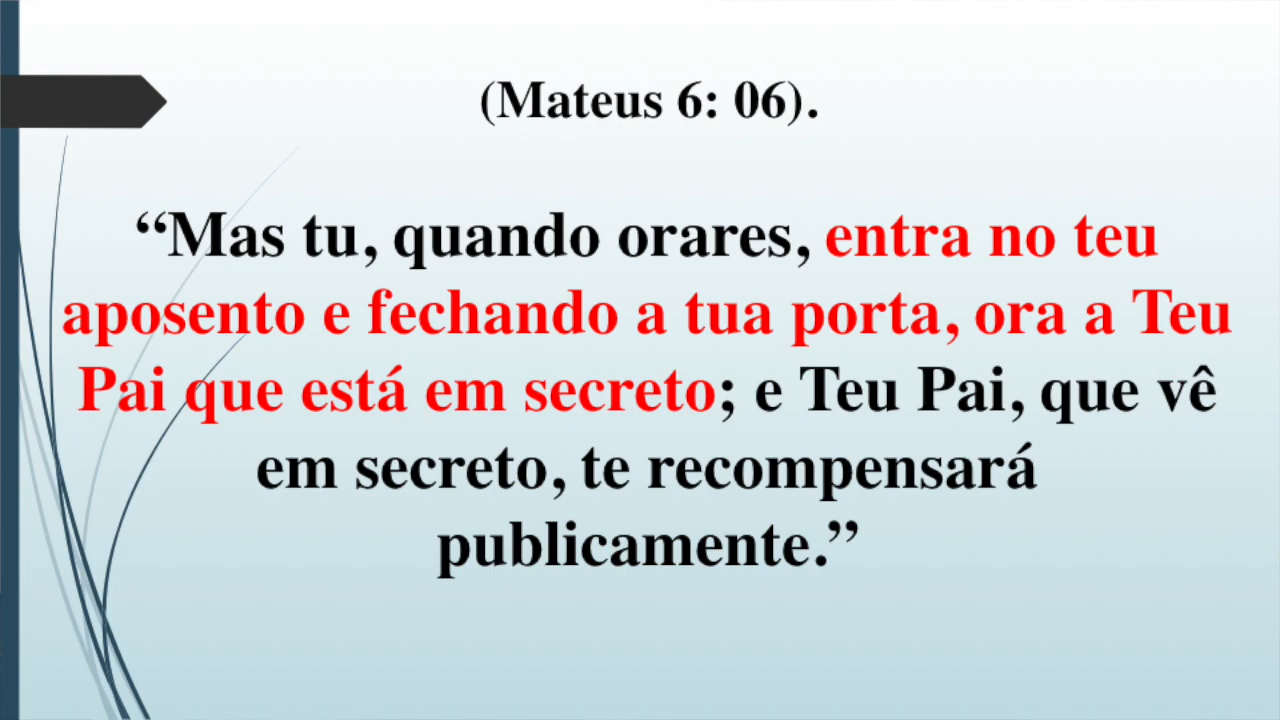 (Mateus 6: 06).
“Mas tu, quando orares, entra no teu
aposento e fechando a tua porta, ora a Teu
Pai que está em secreto; e Teu Pai, que vê
em secreto, te recompensará
publicamente.”